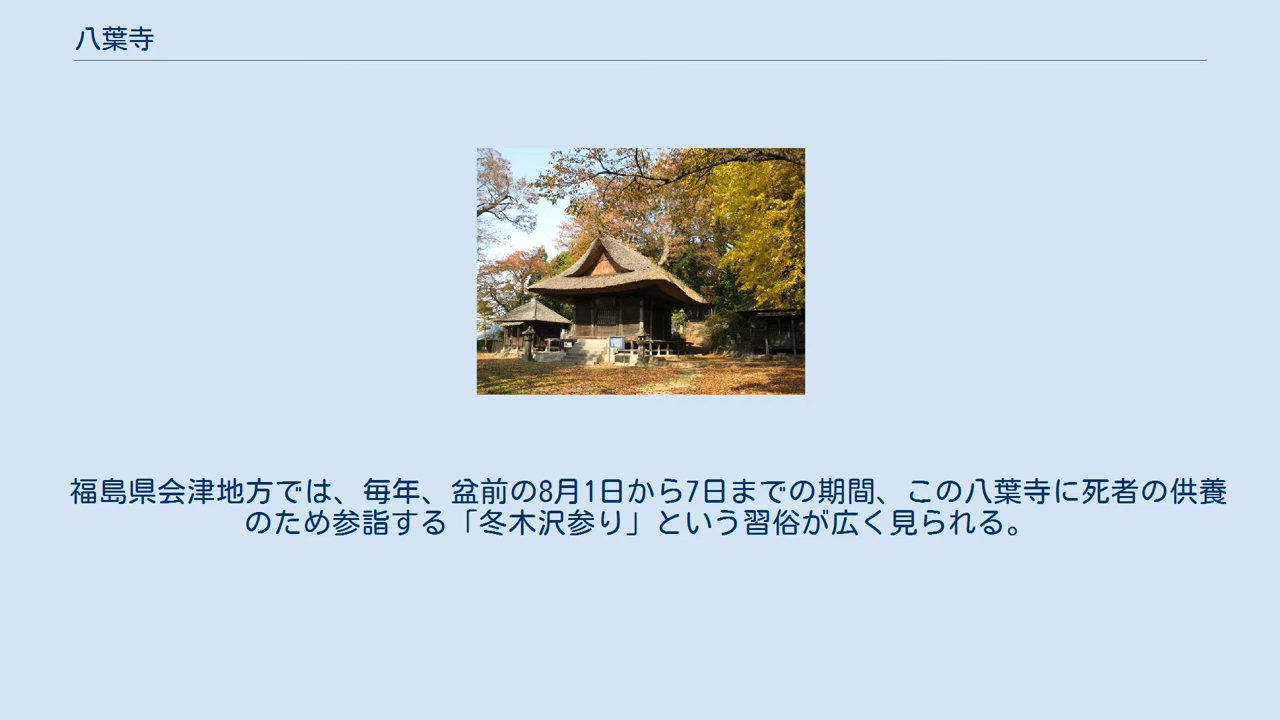 八葉寺
福島県会津地方では、毎年、盆前の8月1日から7日までの期間、この八葉寺に死者の供養
のため参詣する「冬木沢参り」という習俗が広く見られる。